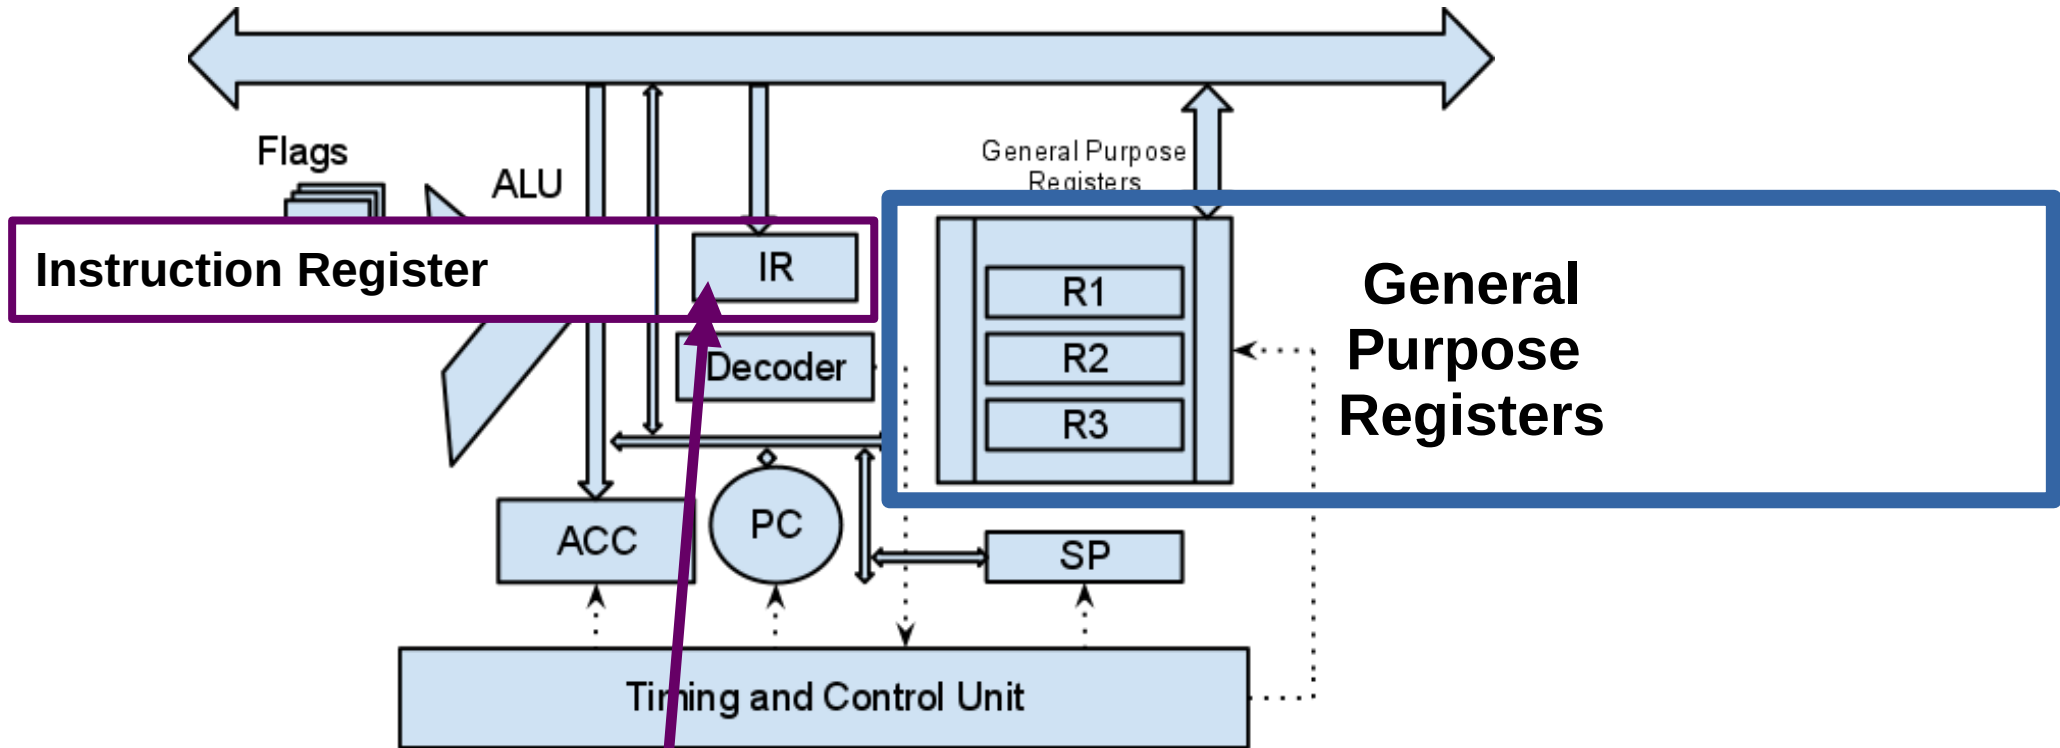 Flags
ALU
General Purpose
Registers
Instruction Register
IR
General
Purpose
Registers
R1
R2
R3
Decoder
ACC
PC
SP
Timing and Control Unit